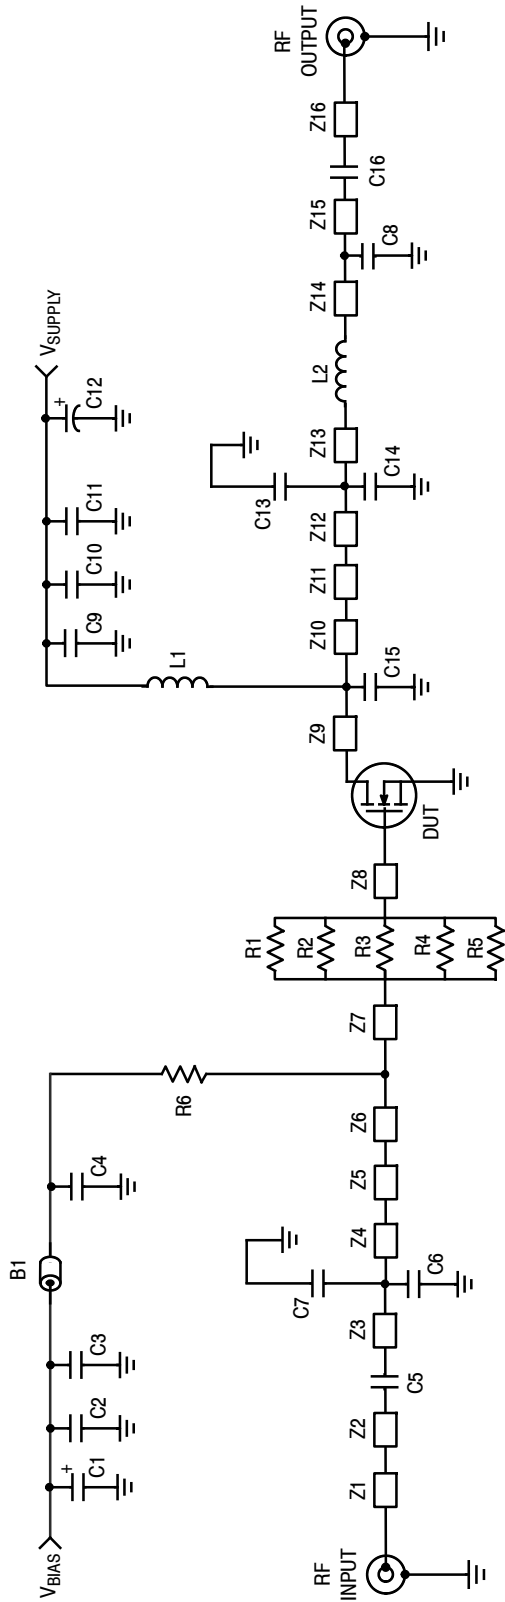 VBIAS
+
C1
C2
C3
B1
C4
R6
VSUPPLY
+
C12
C11
C10
C9
L1
RF
INPUT
Z1
Z2
C5
Z3
C7
C6
Z4
Z5
Z6
Z7
R1
R2
R3
R4
R5
Z8
DUT
Z9
C15
Z10
Z11
Z12
C13
C14
Z13
L2
Z14
C8
Z15
C16
Z16
RF
OUTPUT